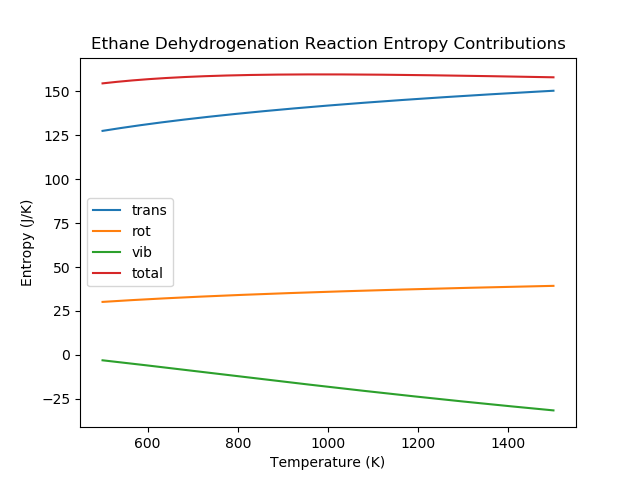 Ethane Dehydrogenation Reaction Entropy Contributions
Entropy (J/K)
150
125
100
75
50
25
0
−25
trans
rot
vib
total
600
800
1000
1200
1400
Temperature (K)